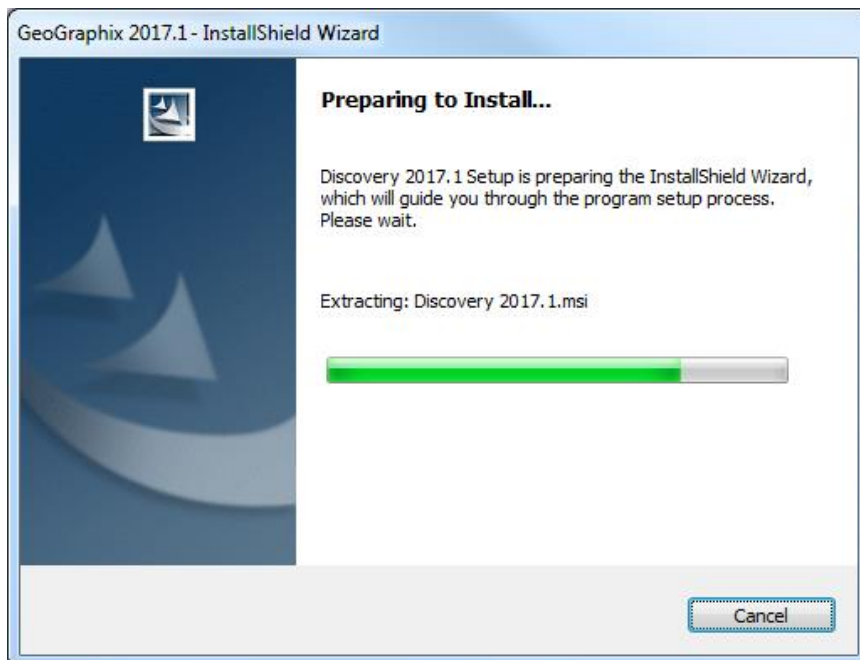 GeoGraphix 2017.1 - InstallShield Wizard
Preparing to Install...
Discovery 2017.1 Setup is preparing the InstallShield Wizard,
which will guide you through the program setup process.
Please wait.
Extracting: Discovery 2017.1.msi
Cancel